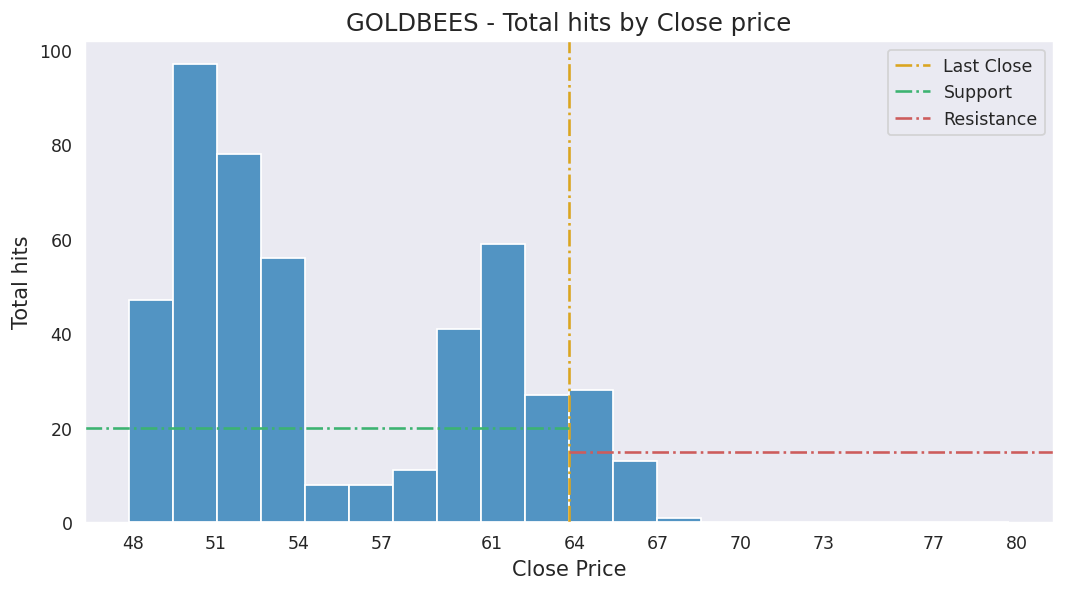 GOLDBEES - Total hits by Close price
100
80
60
40
20
0
Total hits
Last Close
Support
Resistance
48 51 54 57 61 64 67 70 73 77 80
Close Price